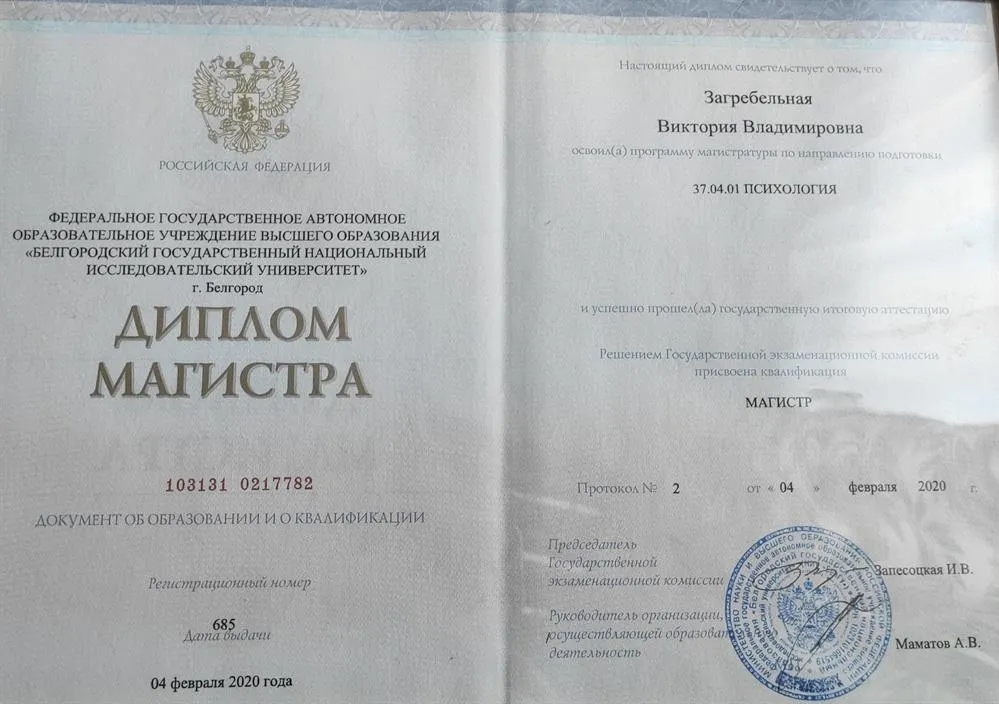 РОССИЙСКАЯ ФЕДЕРАЦИЯ
ФЕДЕРАЛЬНОЕ ГОСУДАРСТВЕННОЕ АВТОНОМНОЕ
ОБРАЗОВАТЕЛЬНОЕ УЧРЕЖДЕНИЕ ВЫСШЕГО ОБРАЗОВАНИЯ
«БЕЛГОРОДСКИЙ ГОСУДАРСТВЕННЫЙ НАЦИОНАЛЬНЫЙ
ИССЛЕДОВАТЕЛЬСКИЙ УНИВЕРСИТЕТ»
г. Белгород
ДИПЛОМ
МАГИСТРА
103131 0217782
ДОКУМЕНТ ОБ ОБРАЗОВАНИИ И О КВАЛИФИКАЦИИ
Регистрационный номер
685
Дата выдачи
04 февраля 2020 года
Настоящий диплом свидетельствует о том, что
Загребельная
Виктория Владимировна
освоил(а) программу магистратуры по направлению подготовки
37.04.01 ПСИХОЛОГИЯ
и успешно прошел(ла) государственную итоговую аттестацию
Решением Государственной экзаменационной комиссии
присвоена квалификация
МАГИСТР
Протокол № 2 от « 04 » февраля 2020 г.
Председатель
Государственной
экзаменационной комиссии Запесоцкая И.В.
Руководитель организации,
осуществляющей
деятельность Маматов А.В.